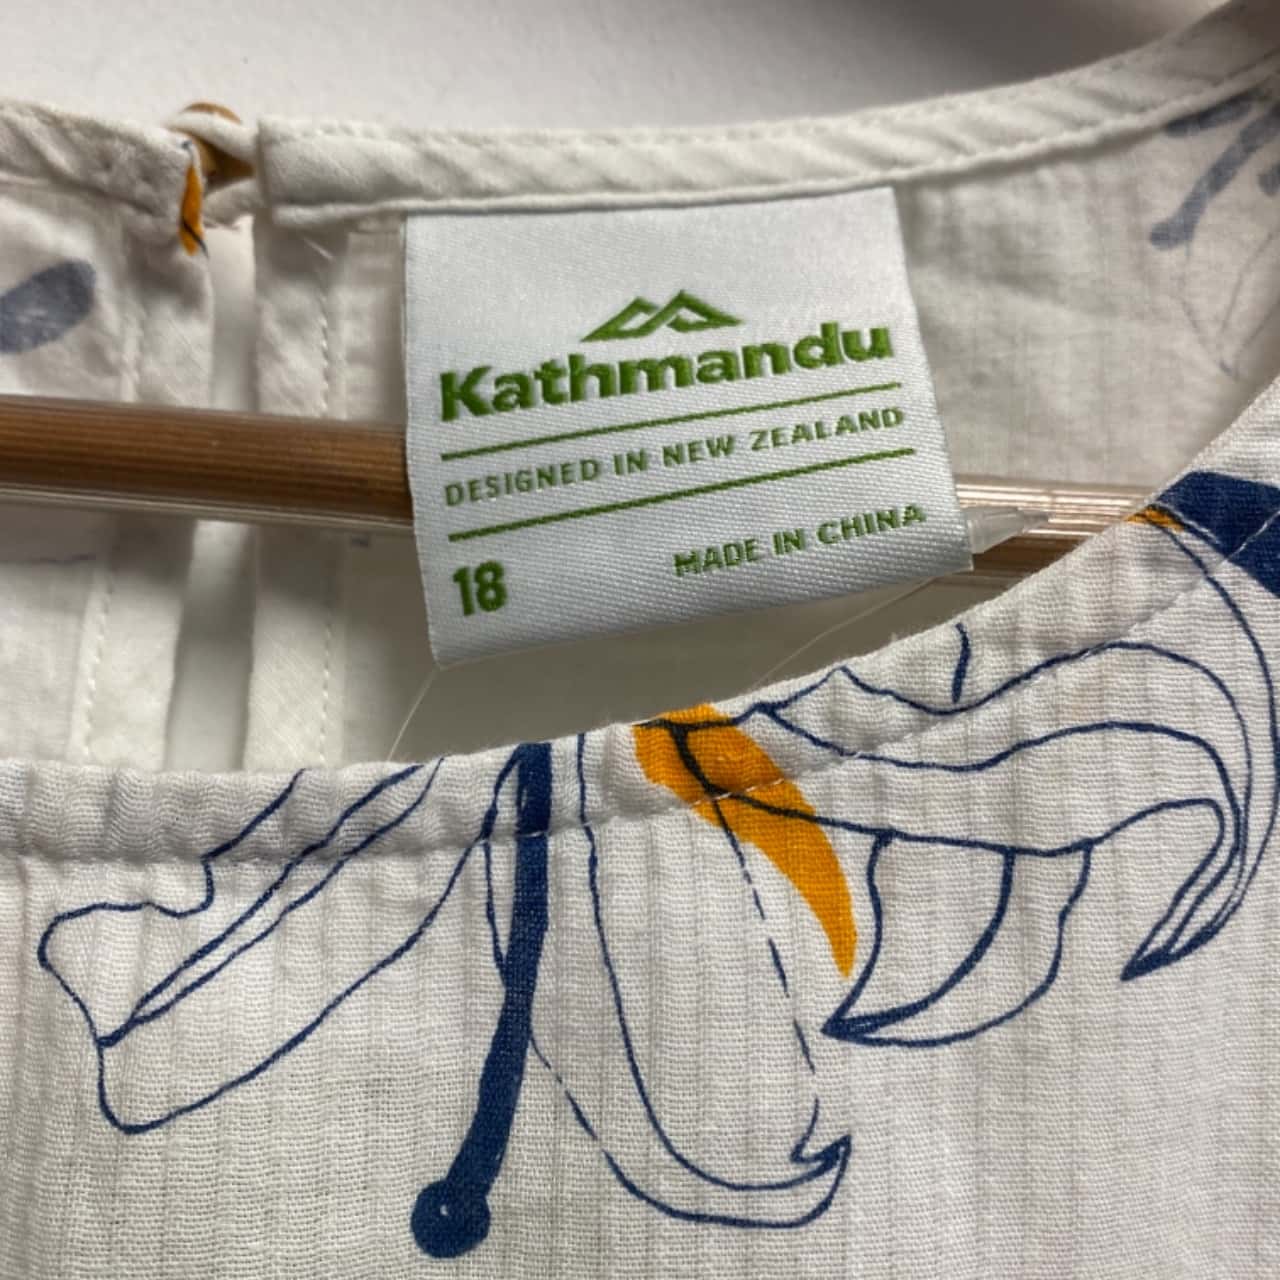 Kathmandu
DESIGNED IN NEW ZEALAND
18 MADE IN CHINA